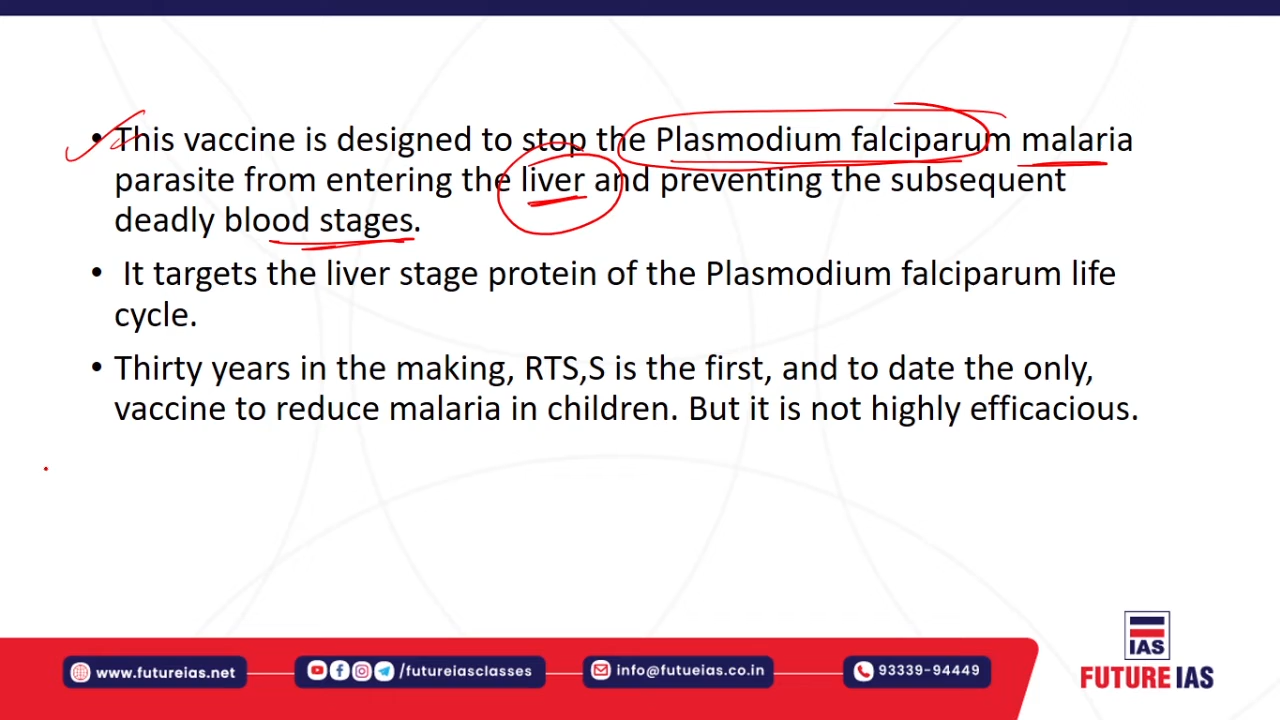 • This vaccine is designed to stop the Plasmodium falciparum malaria
parasite from entering the liver and preventing the subsequent
deadly blood stages.
• It targets the liver stage protein of the Plasmodium falciparum life
cycle.
• Thirty years in the making, RTS,S is the first, and to date the only,
vaccine to reduce malaria in children. But it is not highly efficacious.
IAS
FUTURE IAS
www.futureias.net
/futureiasclasses
info@futueias.co.in
93339-94449